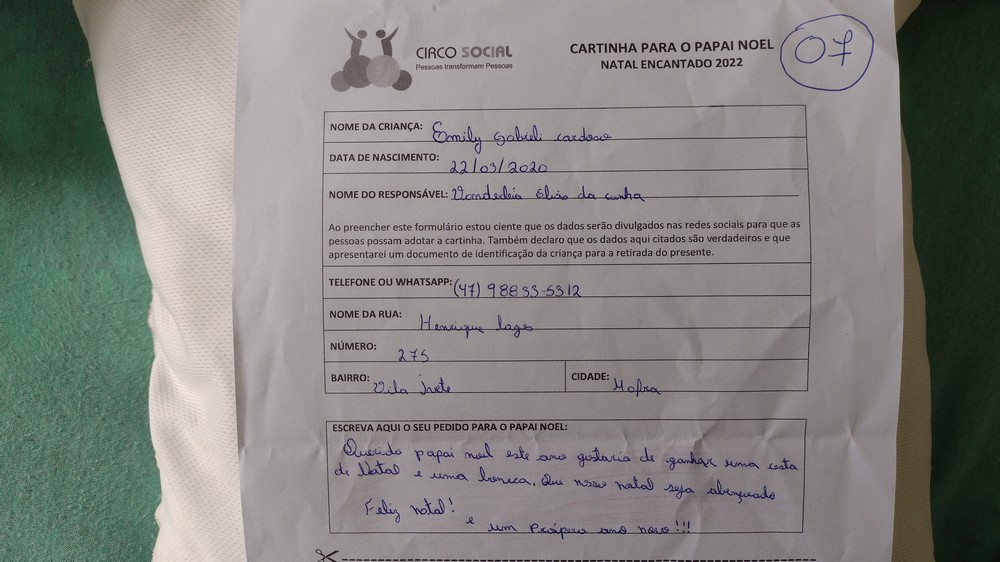 CIRCO SOCIAL
Pessoas transformam Pessoas
CARTINHA PARA O PAPAI NOEL
NATAL ENCANTADO 2022
07
NOME DA CRIANÇA: Emily Gabieli Cardoso
DATA DE NASCIMENTO: 22/03/2020
NOME DO RESPONSÁVEL: Vanderleia Elias da Cunha
Ao preencher este formulário estou ciente que os dados serão divulgados nas redes sociais para que as
pessoas possam adotar a cartinha. Também declaro que os dados aqui citados são verdadeiros e que
apresentarei um documento de identificação da criança para a retirada do presente.
TELEFONE OU WHATSAPP: (47) 98833-5312
NOME DA RUA: Henrique Lages
NÚMERO: 275
BAIRRO: Vila Ivete CIDADE: Mafra
ESCREVA AQUI O SEU PEDIDO PARA O PAPAI NOEL:
Querido papai noel este ano gostaria de ganhar uma cesta
de Natal e uma boneca. Que nosso natal seja abençoado
Feliz natal!
e um Próspero ano novo!!!